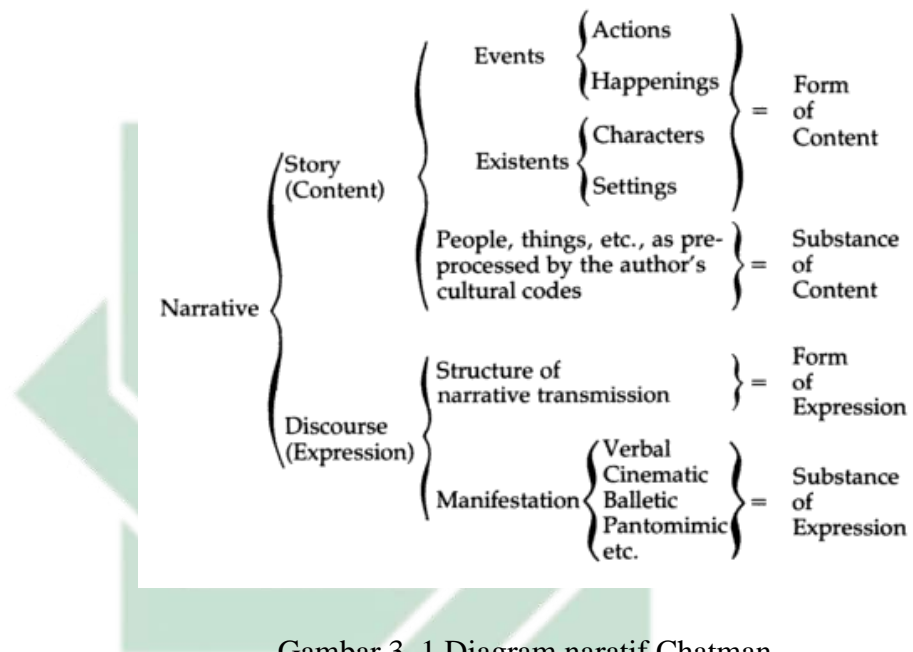 Narrative
Story
(Content)
Events
Actions
Happenings
Existents
Characters
Settings
= Form
of
Content
People, things, etc., as pre-
processed by the author's
cultural codes
= Substance
of
Content
Discourse
(Expression)
Structure of
narrative transmission
= Form
of
Expression
Manifestation
Verbal
Cinematic
Balletic
Pantomimic
etc.
= Substance
of
Expression
Gambar 3. 1 Diagram naratif Chatman